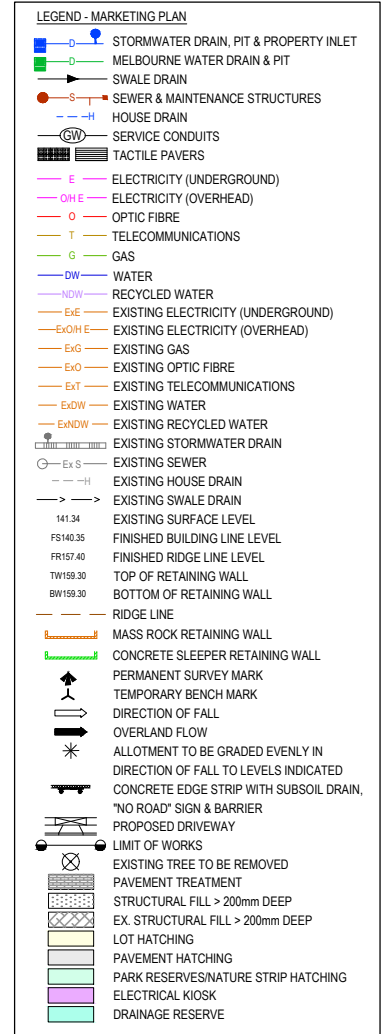 LEGEND - MARKETING PLAN
D STORMWATER DRAIN, PIT & PROPERTY INLET
D MELBOURNE WATER DRAIN & PIT
SWALE DRAIN
S SEWER & MAINTENANCE STRUCTURES
H HOUSE DRAIN
GW SERVICE CONDUITS
TACTILE PAVERS
E ELECTRICITY (UNDERGROUND)
O/H E ELECTRICITY (OVERHEAD)
O OPTIC FIBRE
T TELECOMMUNICATIONS
G GAS
DW WATER
NDW RECYCLED WATER
ExE EXISTING ELECTRICITY (UNDERGROUND)
ExO/H E EXISTING ELECTRICITY (OVERHEAD)
ExG EXISTING GAS
ExO EXISTING OPTIC FIBRE
ExT EXISTING TELECOMMUNICATIONS
ExDW EXISTING WATER
ExNDW EXISTING RECYCLED WATER
EXISTING STORMWATER DRAIN
Ex S EXISTING SEWER
H EXISTING HOUSE DRAIN
EXISTING SWALE DRAIN
141.34 EXISTING SURFACE LEVEL
FS140.35 FINISHED BUILDING LINE LEVEL
FR157.40 FINISHED RIDGE LINE LEVEL
TW159.30 TOP OF RETAINING WALL
BW159.30 BOTTOM OF RETAINING WALL
RIDGE LINE
MASS ROCK RETAINING WALL
CONCRETE SLEEPER RETAINING WALL
PERMANENT SURVEY MARK
TEMPORARY BENCH MARK
DIRECTION OF FALL
OVERLAND FLOW
ALLOTMENT TO BE GRADED EVENLY IN
DIRECTION OF FALL TO LEVELS INDICATED
CONCRETE EDGE STRIP WITH SUBSOIL DRAIN,
"NO ROAD" SIGN & BARRIER
PROPOSED DRIVEWAY
LIMIT OF WORKS
EXISTING TREE TO BE REMOVED
PAVEMENT TREATMENT
STRUCTURAL FILL > 200mm DEEP
EX. STRUCTURAL FILL > 200mm DEEP
LOT HATCHING
PAVEMENT HATCHING
PARK RESERVES/NATURE STRIP HATCHING
ELECTRICAL KIOSK
DRAINAGE RESERVE